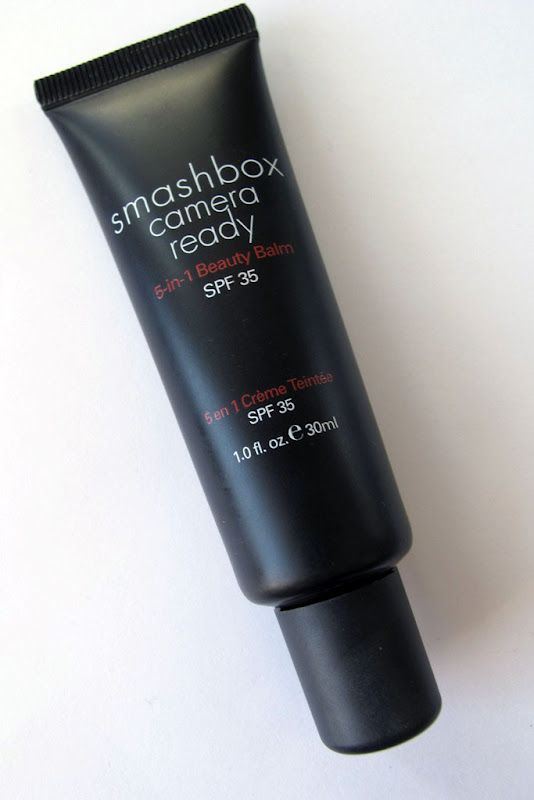 smashbox
camera
ready
5-in-1 Beauty Balm
SPF 35
5 en 1 Crème Teintée
SPF 35
1.0 fl. oz. ℮ 30ml